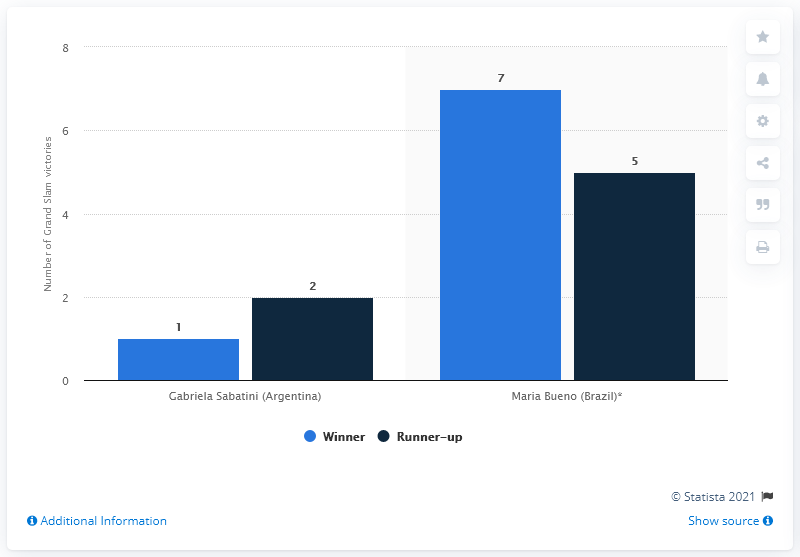 8
6
4
2
0
Number of Grand Slam victories
1
2
7
5
Gabriela Sabatini (Argentina)
Maria Bueno (Brazil)*
Winner
Runner-up
© Statista 2021
Additional Information
Show source